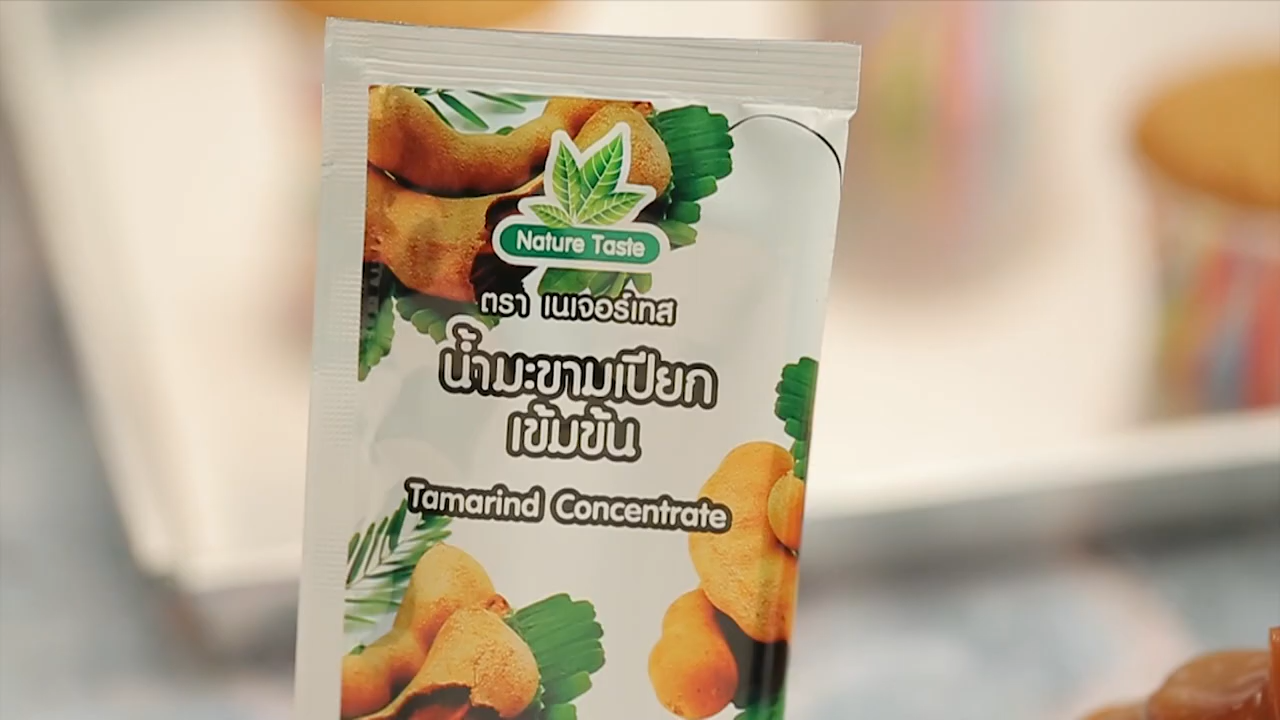 Nature Taste
ตรา เนเจอร์เทส
น้ำมะขามเปียก
เข้มข้น
Tamarind Concentrate